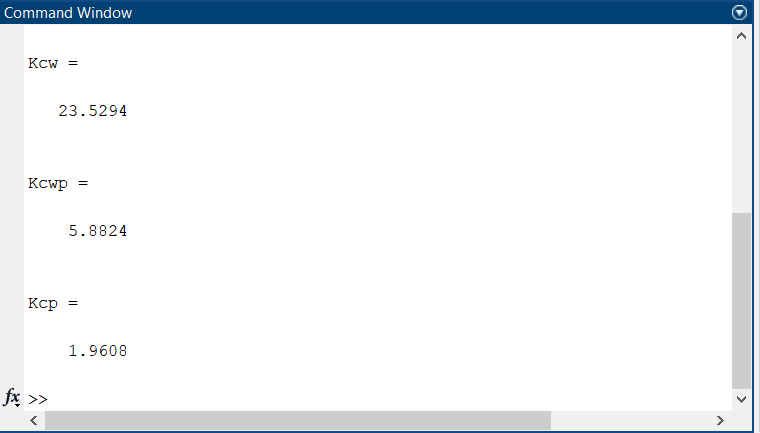 Command Window
Kcw =
23.5294
Kcwp =
5.8824
Kcp =
1.9608
fx >>